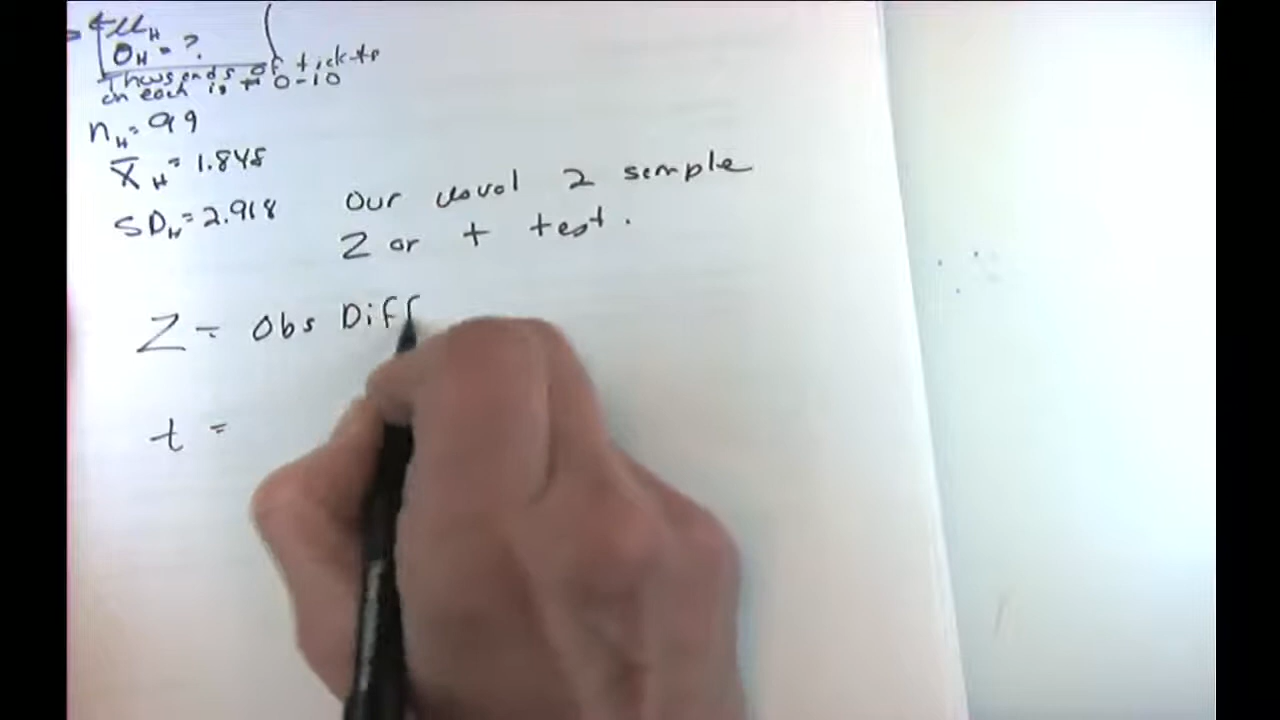 μH
σH = ?
Thousands of tickets
on each is 0-10
nH = 99
X̄H = 1.848
SDH = 2.918
Our usual 2 sample
Z or t test.
Z = Obs Diff
t =